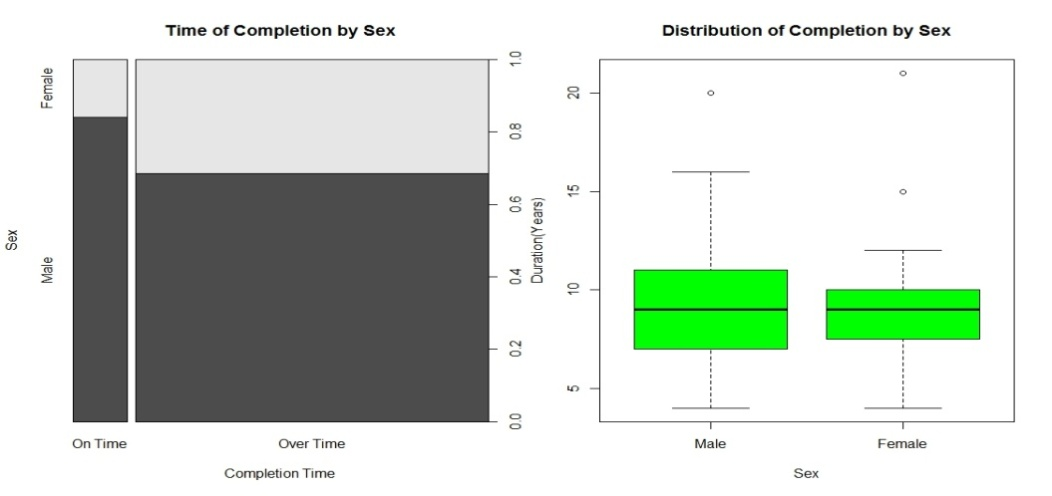 Time of Completion by Sex
Female
Male
Sex
1.0
0.8
0.6
0.4
0.2
0.0
On Time
Over Time
Completion Time
Distribution of Completion by Sex
Duration(Years)
20
15
10
5
Male
Female
Sex